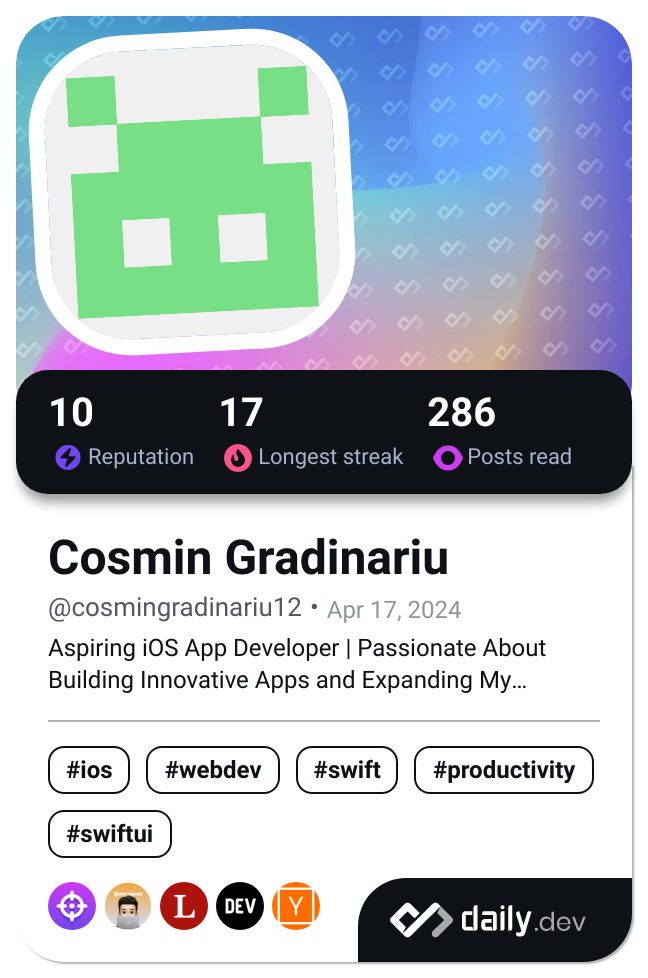 10 17 286
Reputation Longest streak Posts read
Cosmin Gradinariu
@cosmingradinariu12 • Apr 17, 2024
Aspiring iOS App Developer | Passionate About
Building Innovative Apps and Expanding My…
#ios #webdev #swift #productivity
#swiftui
L DEV Y
daily.dev